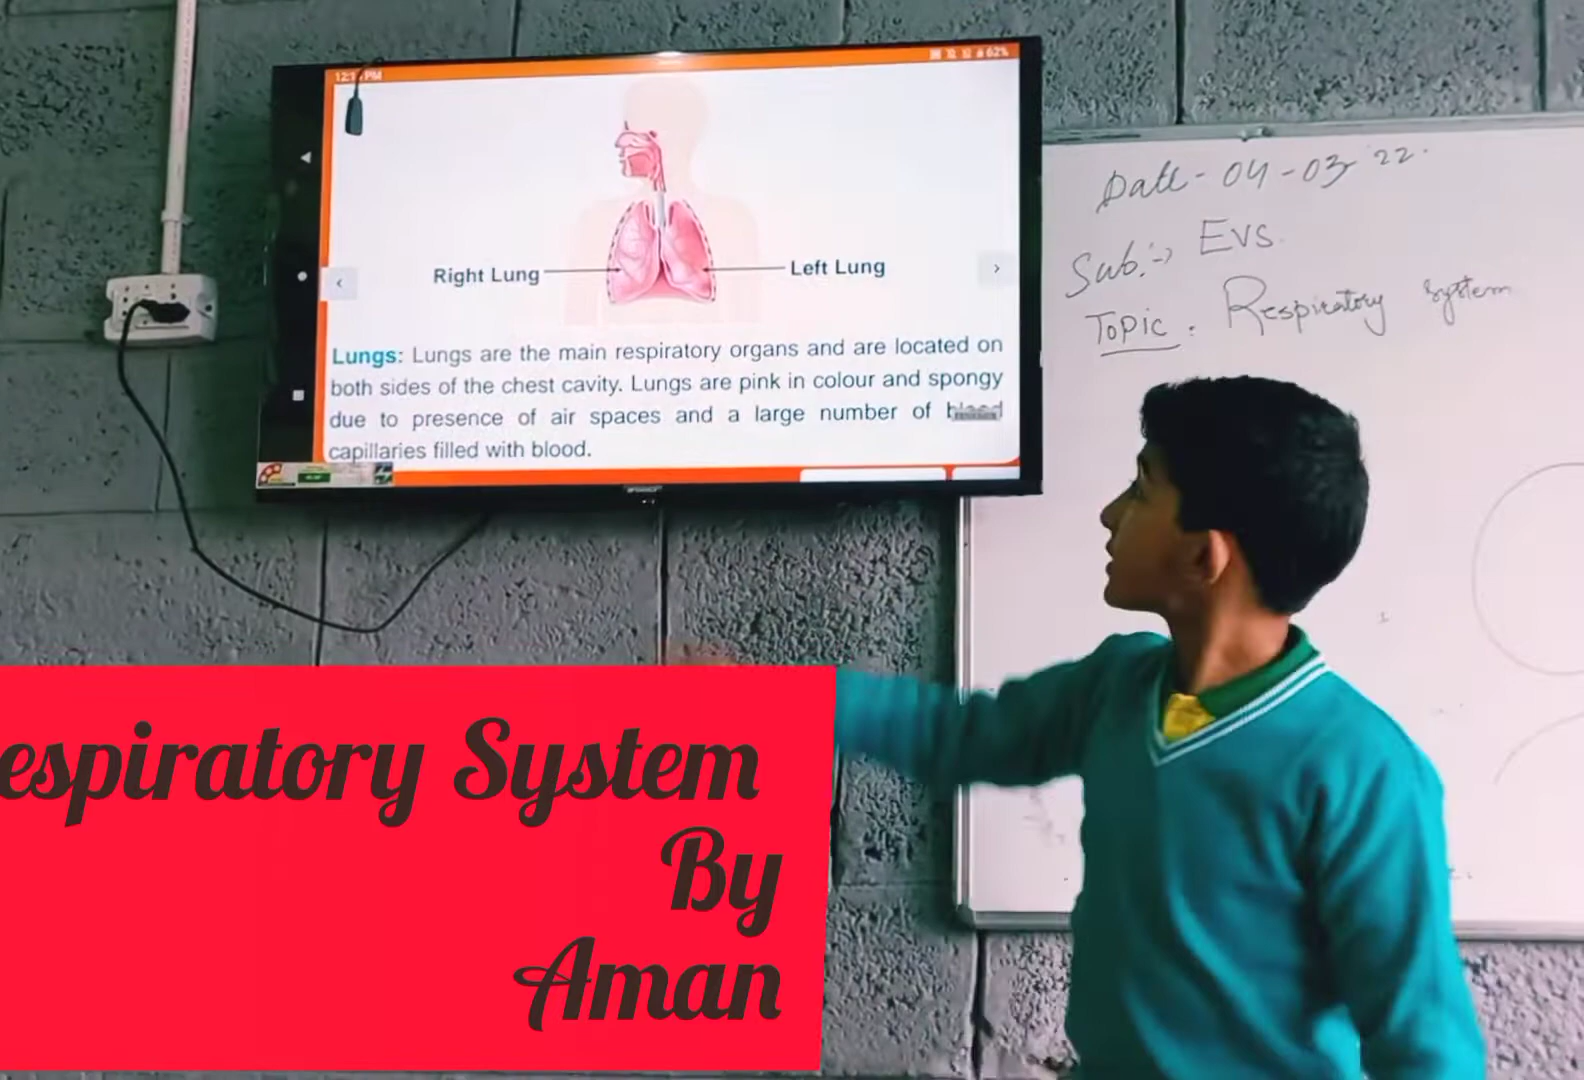 12:1 PM
62%
Right Lung
Left Lung
Lungs: Lungs are the main respiratory organs and are located on
both sides of the chest cavity. Lungs are pink in colour and spongy
due to presence of air spaces and a large number of blood
capillaries filled with blood.
Date- 04-03-'22.
Sub:-> EVS.
Topic: Respiratory System
espiratory System
By
Aman